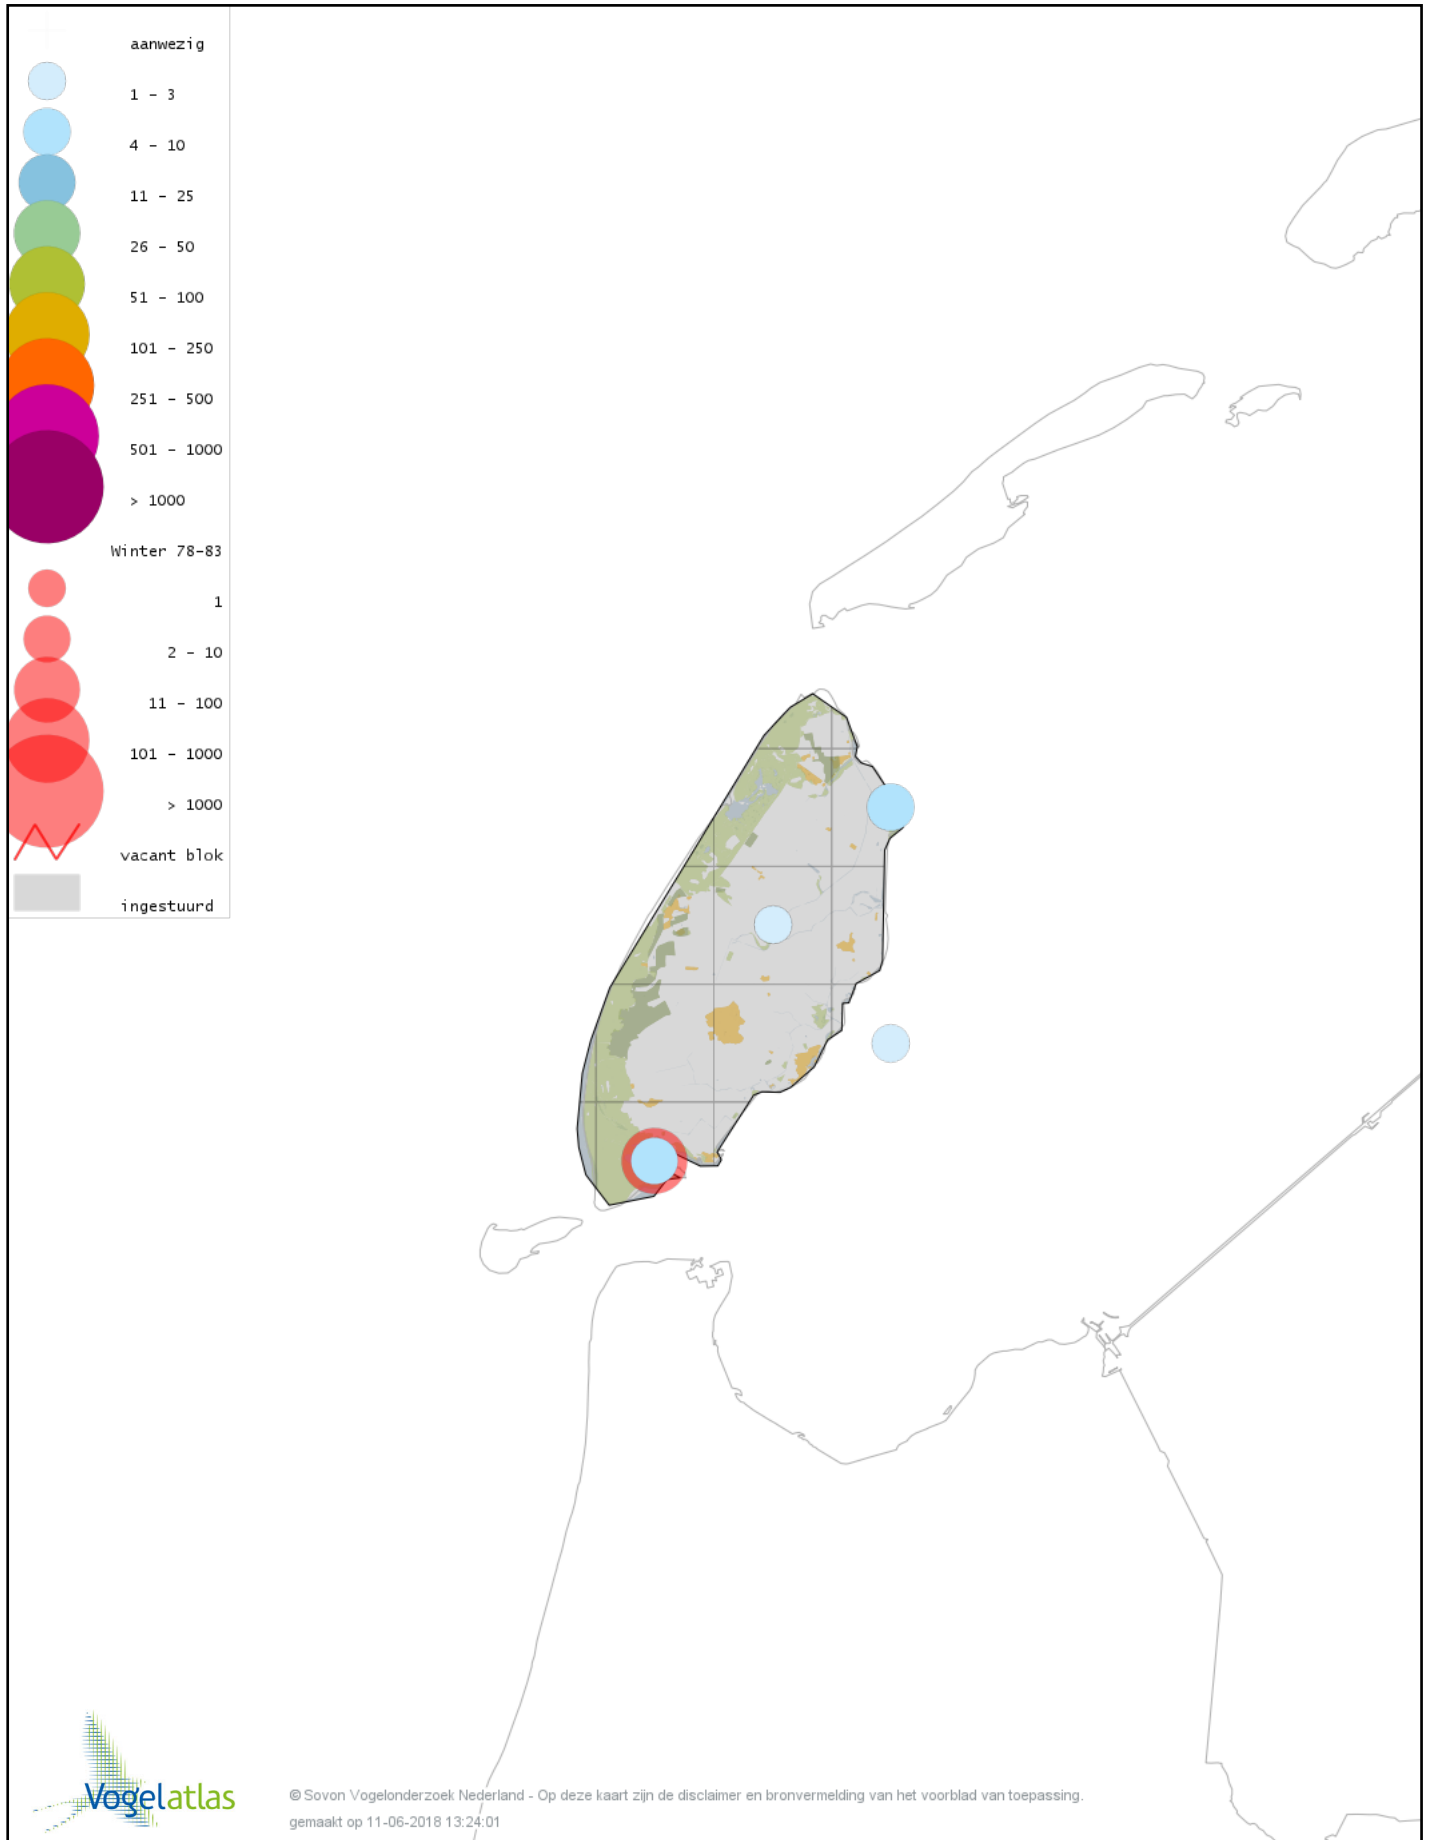 aanwezig
1 - 3
4 - 10
11 - 25
26 - 50
51 - 100
101 - 250
251 - 500
501 - 1000
> 1000
Winter 78-83
1
2 - 10
11 - 100
101 - 1000
> 1000
vacant blok
ingestuurd
Vogelatlas
© Sovon Vogelonderzoek Nederland - Op deze kaart zijn de disclaimer en bronvermelding van het voorblad van toepassing.
gemaakt op 11-06-2018 13:24:01